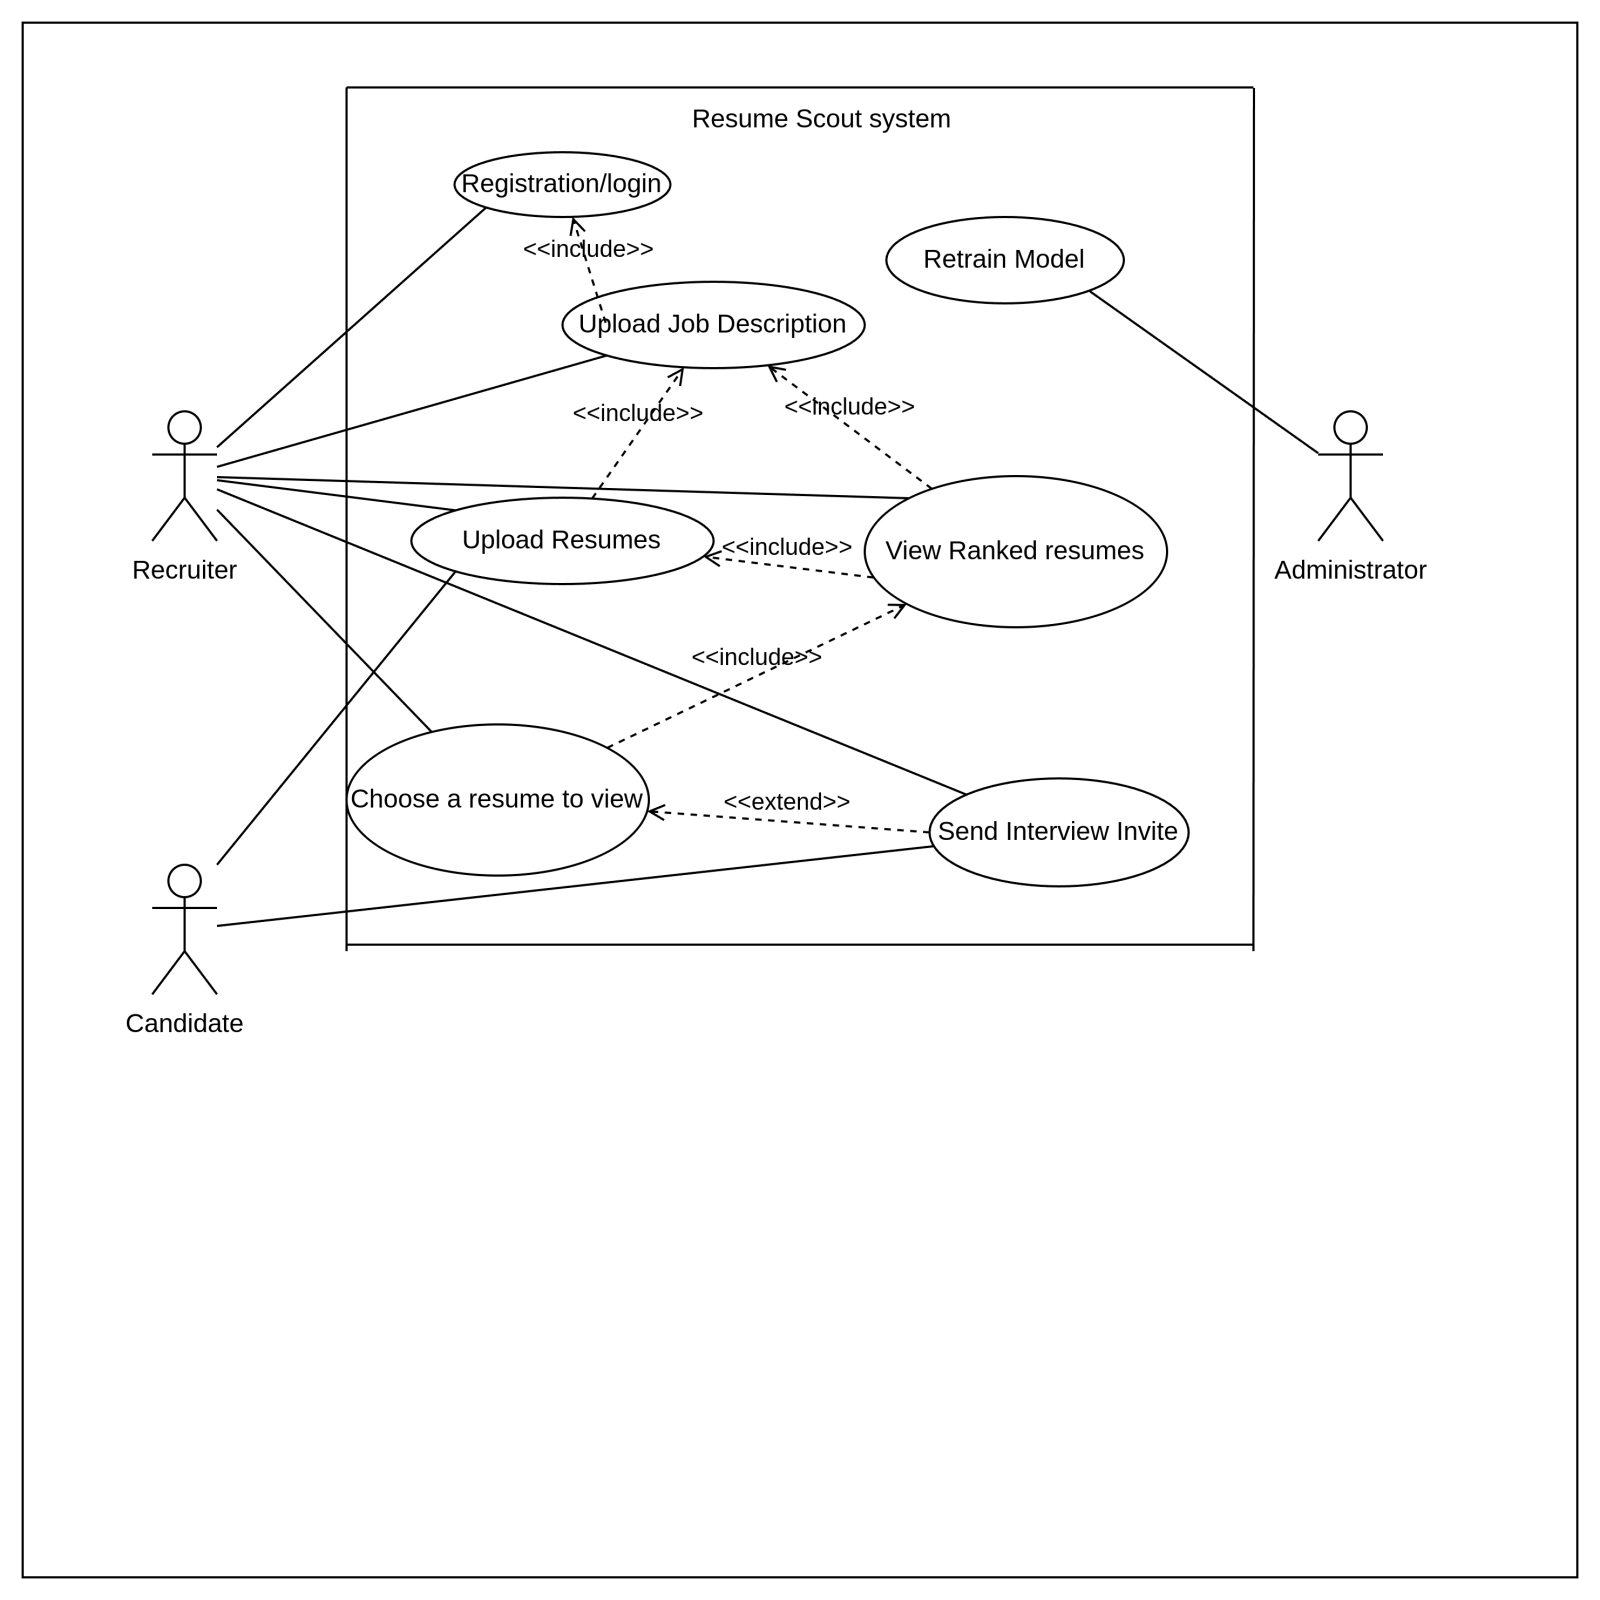 Resume Scout system
Registration/login
<<include>>
Retrain Model
Upload Job Description
<<include>>
<<include>>
Upload Resumes
<<include>>
View Ranked resumes
Recruiter
Administrator
<<include>>
Choose a resume to view
<<extend>>
Send Interview Invite
Candidate